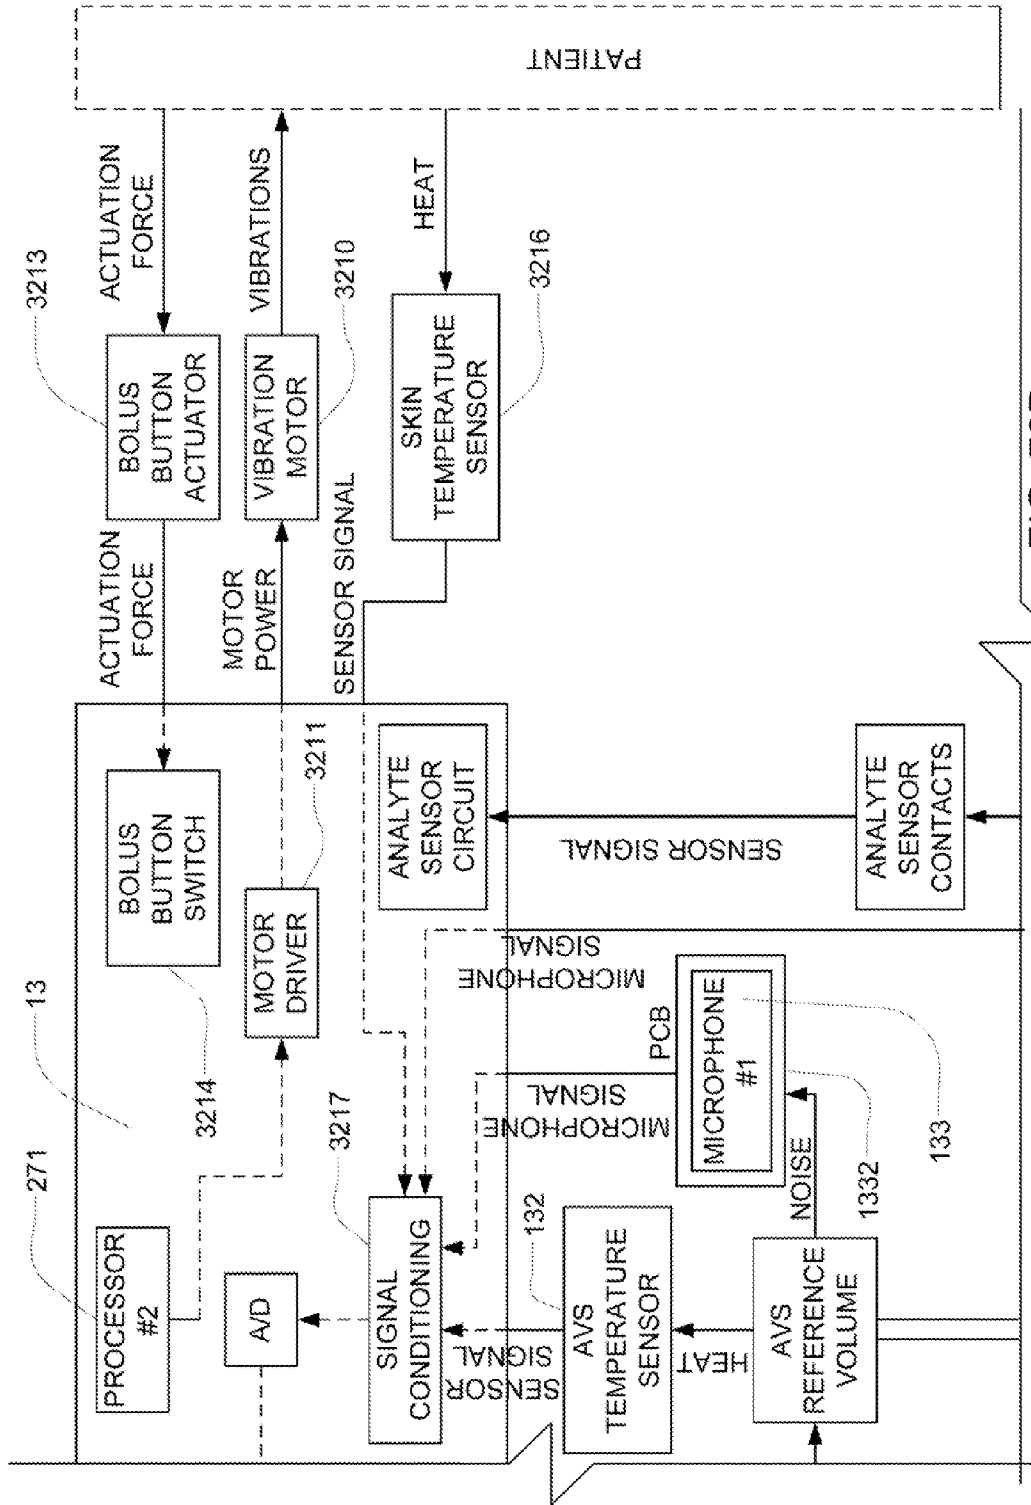 PATIENT
ACTUATION
FORCE
VIBRATIONS
HEAT
3213
3210
3216
BOLUS
BUTTON
ACTUATOR
VIBRATION
MOTOR
SKIN
TEMPERATURE
SENSOR
ACTUATION
FORCE
MOTOR
POWER
SENSOR SIGNAL
13
BOLUS
BUTTON
SWITCH
3214
MOTOR
DRIVER
3211
ANALYTE
SENSOR
CIRCUIT
SENSOR SIGNAL
ANALYTE
SENSOR
CONTACTS
271
PROCESSOR
#2
A/D
3217
SIGNAL
CONDITIONING
MICROPHONE
SIGNAL
MICROPHONE
SIGNAL
SENSOR
SIGNAL
PCB
MICROPHONE
#1
133
1332
NOISE
132
AVS
TEMPERATURE
SENSOR
HEAT
AVS
REFERENCE
VOLUME